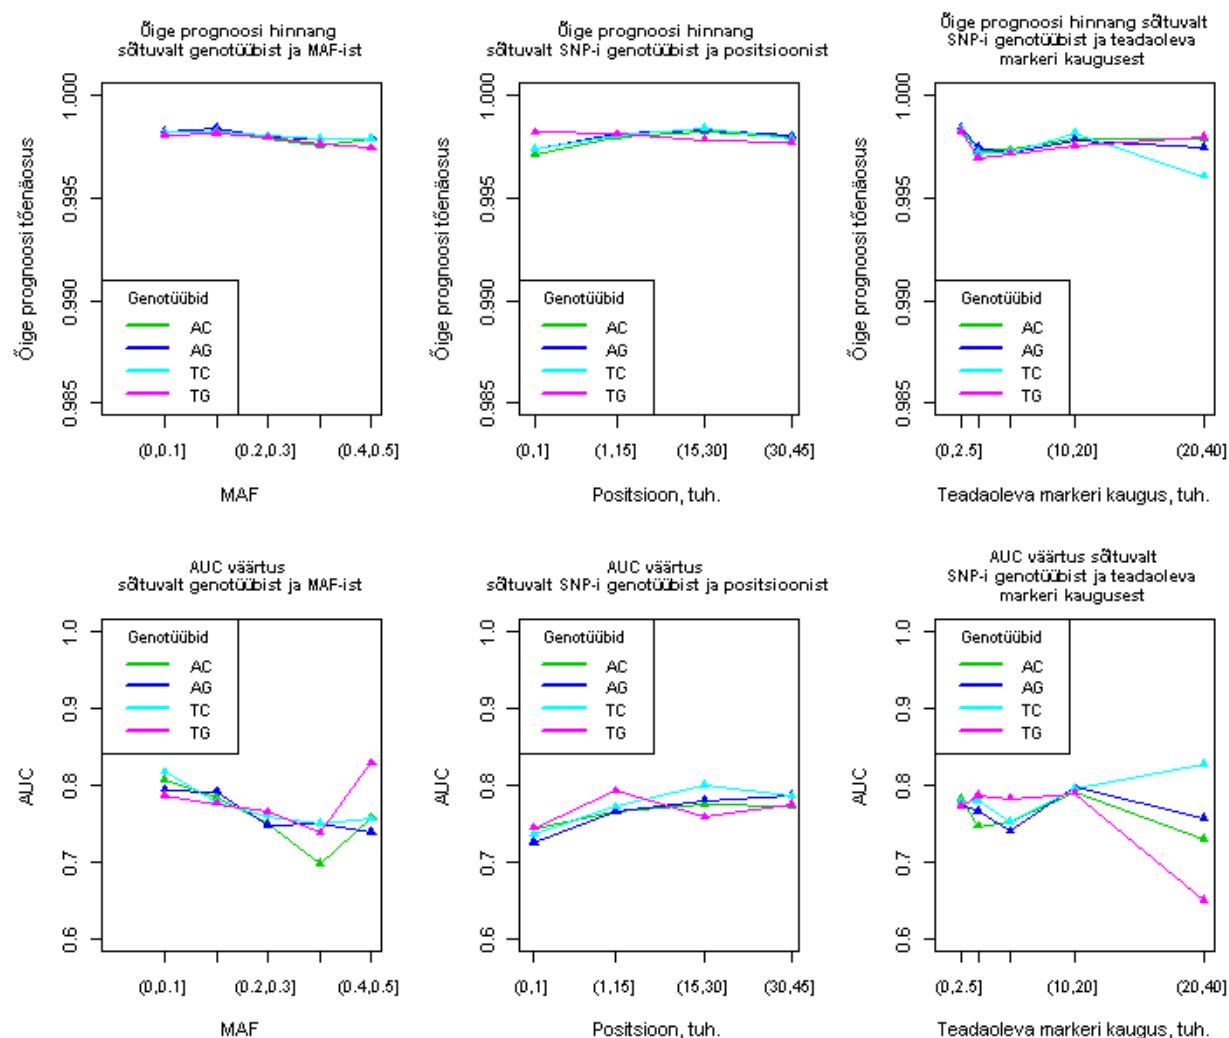 Õige prognoosi hinnang
sõltuvalt genotüübist ja MAF-ist
1.000
0.995
0.990
0.985
Õige prognoosi tõenäosus
Genotüübid
AC
AG
TC
TG
(0,0.1]
(0.2,0.3]
(0.4,0.5]
MAF
Õige prognoosi hinnang
sõltuvalt SNP-i genotüübist ja positsioonist
1.000
0.995
0.990
0.985
Õige prognoosi tõenäosus
Genotüübid
AC
AG
TC
TG
(0,1]
(1,15]
(15,30]
(30,45]
Positsioon, tuh.
Õige prognoosi hinnang sõltuvalt
SNP-i genotüübist ja teadaoleva
markeri kaugusest
1.000
0.995
0.990
0.985
Õige prognoosi tõenäosus
Genotüübid
AC
AG
TC
TG
(0,2.5]
(10,20]
(20,40]
Teadaoleva markeri kaugus, tuh.
AUC väärtus
sõltuvalt genotüübist ja MAF-ist
1.0
0.9
0.8
0.7
0.6
AUC
Genotüübid
AC
AG
TC
TG
(0,0.1]
(0.2,0.3]
(0.4,0.5]
MAF
AUC väärtus
sõltuvalt SNP-i genotüübist ja positsioonist
1.0
0.9
0.8
0.7
0.6
AUC
Genotüübid
AC
AG
TC
TG
(0,1]
(1,15]
(15,30]
(30,45]
Positsioon, tuh.
AUC väärtus sõltuvalt
SNP-i genotüübist ja teadaoleva
markeri kaugusest
1.0
0.9
0.8
0.7
0.6
AUC
Genotüübid
AC
AG
TC
TG
(0,2.5]
(10,20]
(20,40]
Teadaoleva markeri kaugus, tuh.